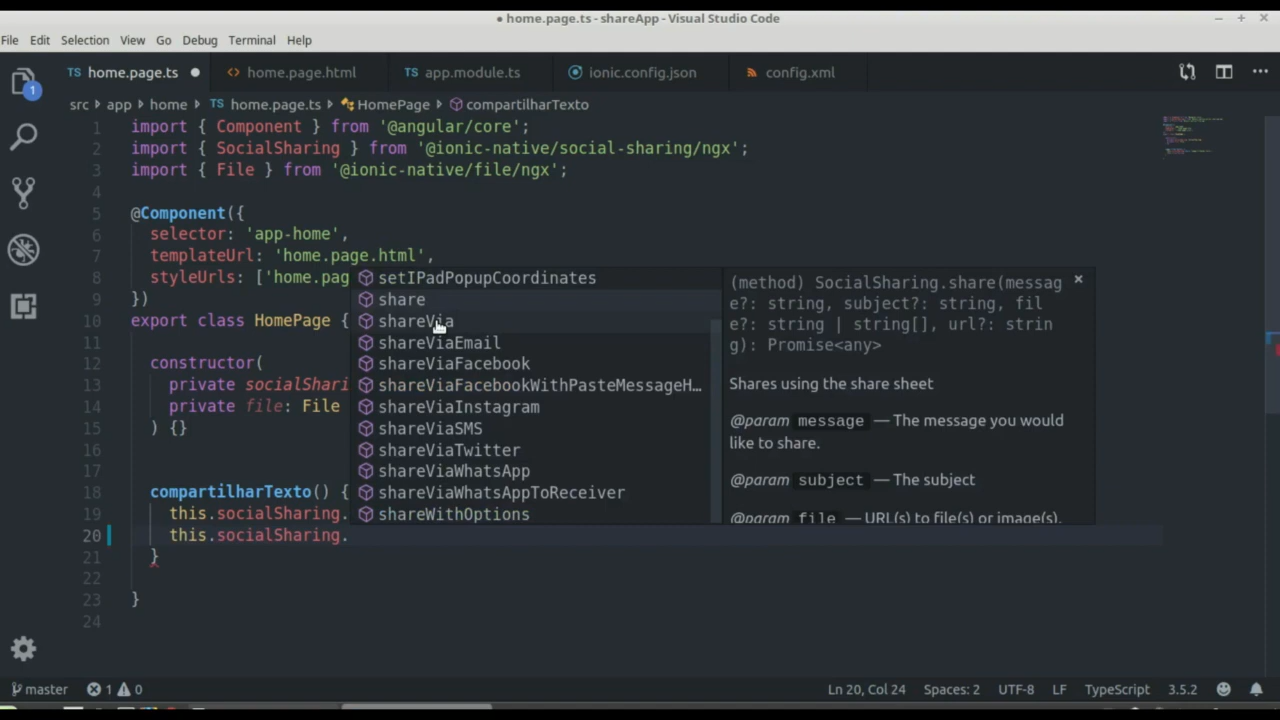 ● home.page.ts - shareApp - Visual Studio Code
File Edit Selection View Go Debug Terminal Help
TS home.page.ts ● <> home.page.html TS app.module.ts ionic.config.json config.xml
1
src app home TS home.page.ts HomePage compartilharTexto
1 import { Component } from '@angular/core';
2 import { SocialSharing } from '@ionic-native/social-sharing/ngx';
3 import { File } from '@ionic-native/file/ngx';
4
5 @Component({
6 selector: 'app-home',
7 templateUrl: 'home.page.html',
8 styleUrls: ['home.pag
9 })
10 export class HomePage {
11
12 constructor(
13 private socialShari
14 private file: File
15 ) {}
16
17
18 compartilharTexto() {
19 this.socialSharing.
20 this.socialSharing.
21 }
22
23 }
24
setIPadPopupCoordinates
share
shareVia
shareViaEmail
shareViaFacebook
shareViaFacebookWithPasteMessageH…
shareViaInstagram
shareViaSMS
shareViaTwitter
shareViaWhatsApp
shareViaWhatsAppToReceiver
shareWithOptions
(method) SocialSharing.share(messag
e?: string, subject?: string, fil
e?: string | string[], url?: strin
g): Promise<any>
Shares using the share sheet
@param message — The message you would
like to share.
@param subject — The subject
@param file — URL(s) to file(s) or image(s),
master 1 0 Ln 20, Col 24 Spaces: 2 UTF-8 LF TypeScript 3.5.2